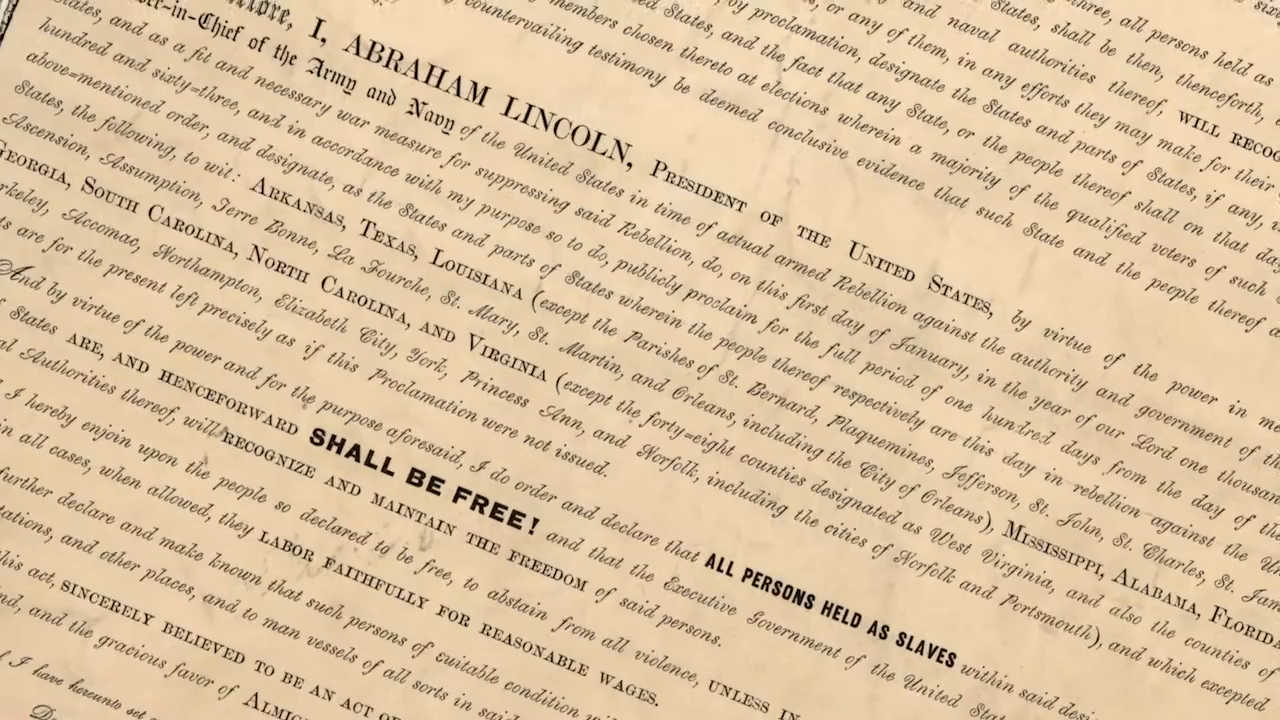 three, all persons held as
States, shall be then, thenceforth,
and naval authorities thereof, WILL RECOG
or any of them, in any efforts they may make for their
by proclamation, designate the States and parts of States, if any,
States, and the fact that any State, or the people thereof shall on that day
members chosen thereto at elections wherein a majority of the qualified voters of such
countervailing testimony be deemed conclusive evidence that such State and the people thereof
fore, I, ABRAHAM LINCOLN, PRESIDENT OF THE UNITED STATES, by virtue of the power in me
-in-Chief of the Army and Navy of the United States in time of actual armed Rebellion against the authority and government of th
States, and as a fit and necessary war measure for suppressing said Rebellion, do, on this first day of January, in the year of our Lord one thousan
hundred and sixty=three, and in accordance with my purpose so to do, publicly proclaim for the full period of one hundred days from the day of the
above=mentioned order, and designate, as the States and parts of States wherein the people thereof respectively are this day in rebellion against the Un
States, the following, to wit: ARKANSAS, TEXAS, LOUISIANA (except the Parishes of St. Bernard, Plaquemines, Jefferson, St. John, St. Charles, St. Jam
Ascension, Assumption, Terre Bonne, La Fourche, St. Mary, St. Martin, and Orleans, including the City of Orleans), MISSISSIPPI, ALABAMA, FLORID
GEORGIA, SOUTH CAROLINA, NORTH CAROLINA, AND VIRGINIA (except the forty=eight counties designated as West Virginia, and also the counties of
rkeley, Accomac, Northampton, Elizabeth City, York, Princess Ann, and Norfolk, including the cities of Norfolk and Portsmouth), and which excepted
ts are for the present left precisely as if this Proclamation were not issued.
And by virtue of the power and for the purpose aforesaid, I do order and declare that ALL PERSONS HELD AS SLAVES within said desi
States ARE, AND HENCEFORWARD SHALL BE FREE! and that the Executive Government of the United Stat
al Authorities thereof, will RECOGNIZE AND MAINTAIN THE FREEDOM of said persons.
I hereby enjoin upon the people so declared to be free, to abstain from all violence, UNLESS IN
in all cases, when allowed, they LABOR FAITHFULLY FOR REASONABLE WAGES.
further declare and make known that such persons of suitable condition wi
tations, and other places, and to man vessels of all sorts in said
this act, SINCERELY BELIEVED TO BE AN ACT O
nd, and the gracious favor of ALMIG
I have hereunto set